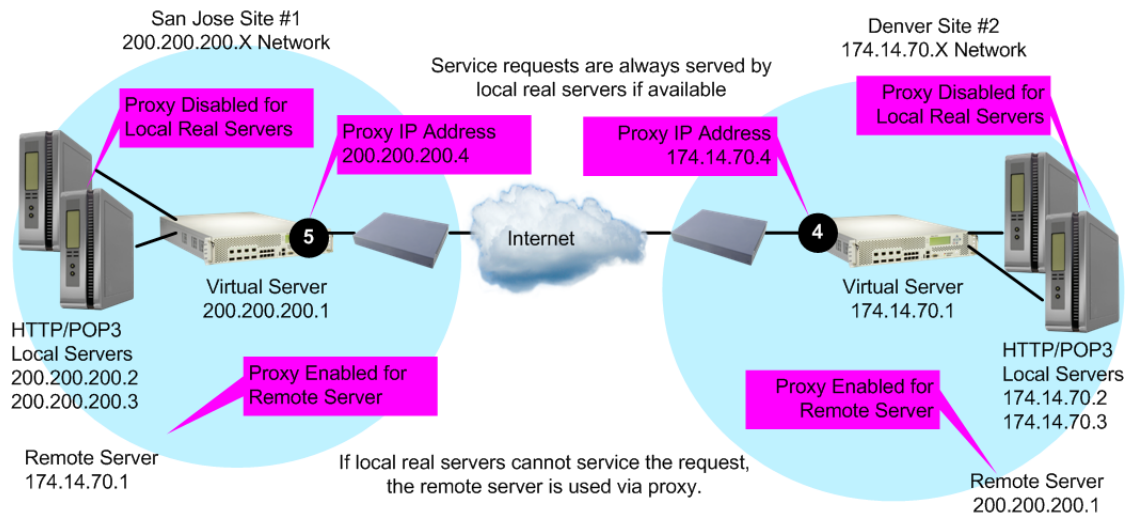 San Jose Site #1
200.200.200.X Network
Denver Site #2
174.14.70.X Network
Service requests are always served by
local real servers if available
Proxy Disabled for
Local Real Servers
Proxy IP Address
200.200.200.4
Proxy IP Address
174.14.70.4
Proxy Disabled for
Local Real Servers
5
Internet
4
Virtual Server
200.200.200.1
Virtual Server
174.14.70.1
HTTP/POP3
Local Servers
200.200.200.2
200.200.200.3
HTTP/POP3
Local Servers
174.14.70.2
174.14.70.3
Proxy Enabled for
Remote Server
Proxy Enabled for
Remote Server
Remote Server
174.14.70.1
If local real servers cannot service the request,
the remote server is used via proxy.
Remote Server
200.200.200.1